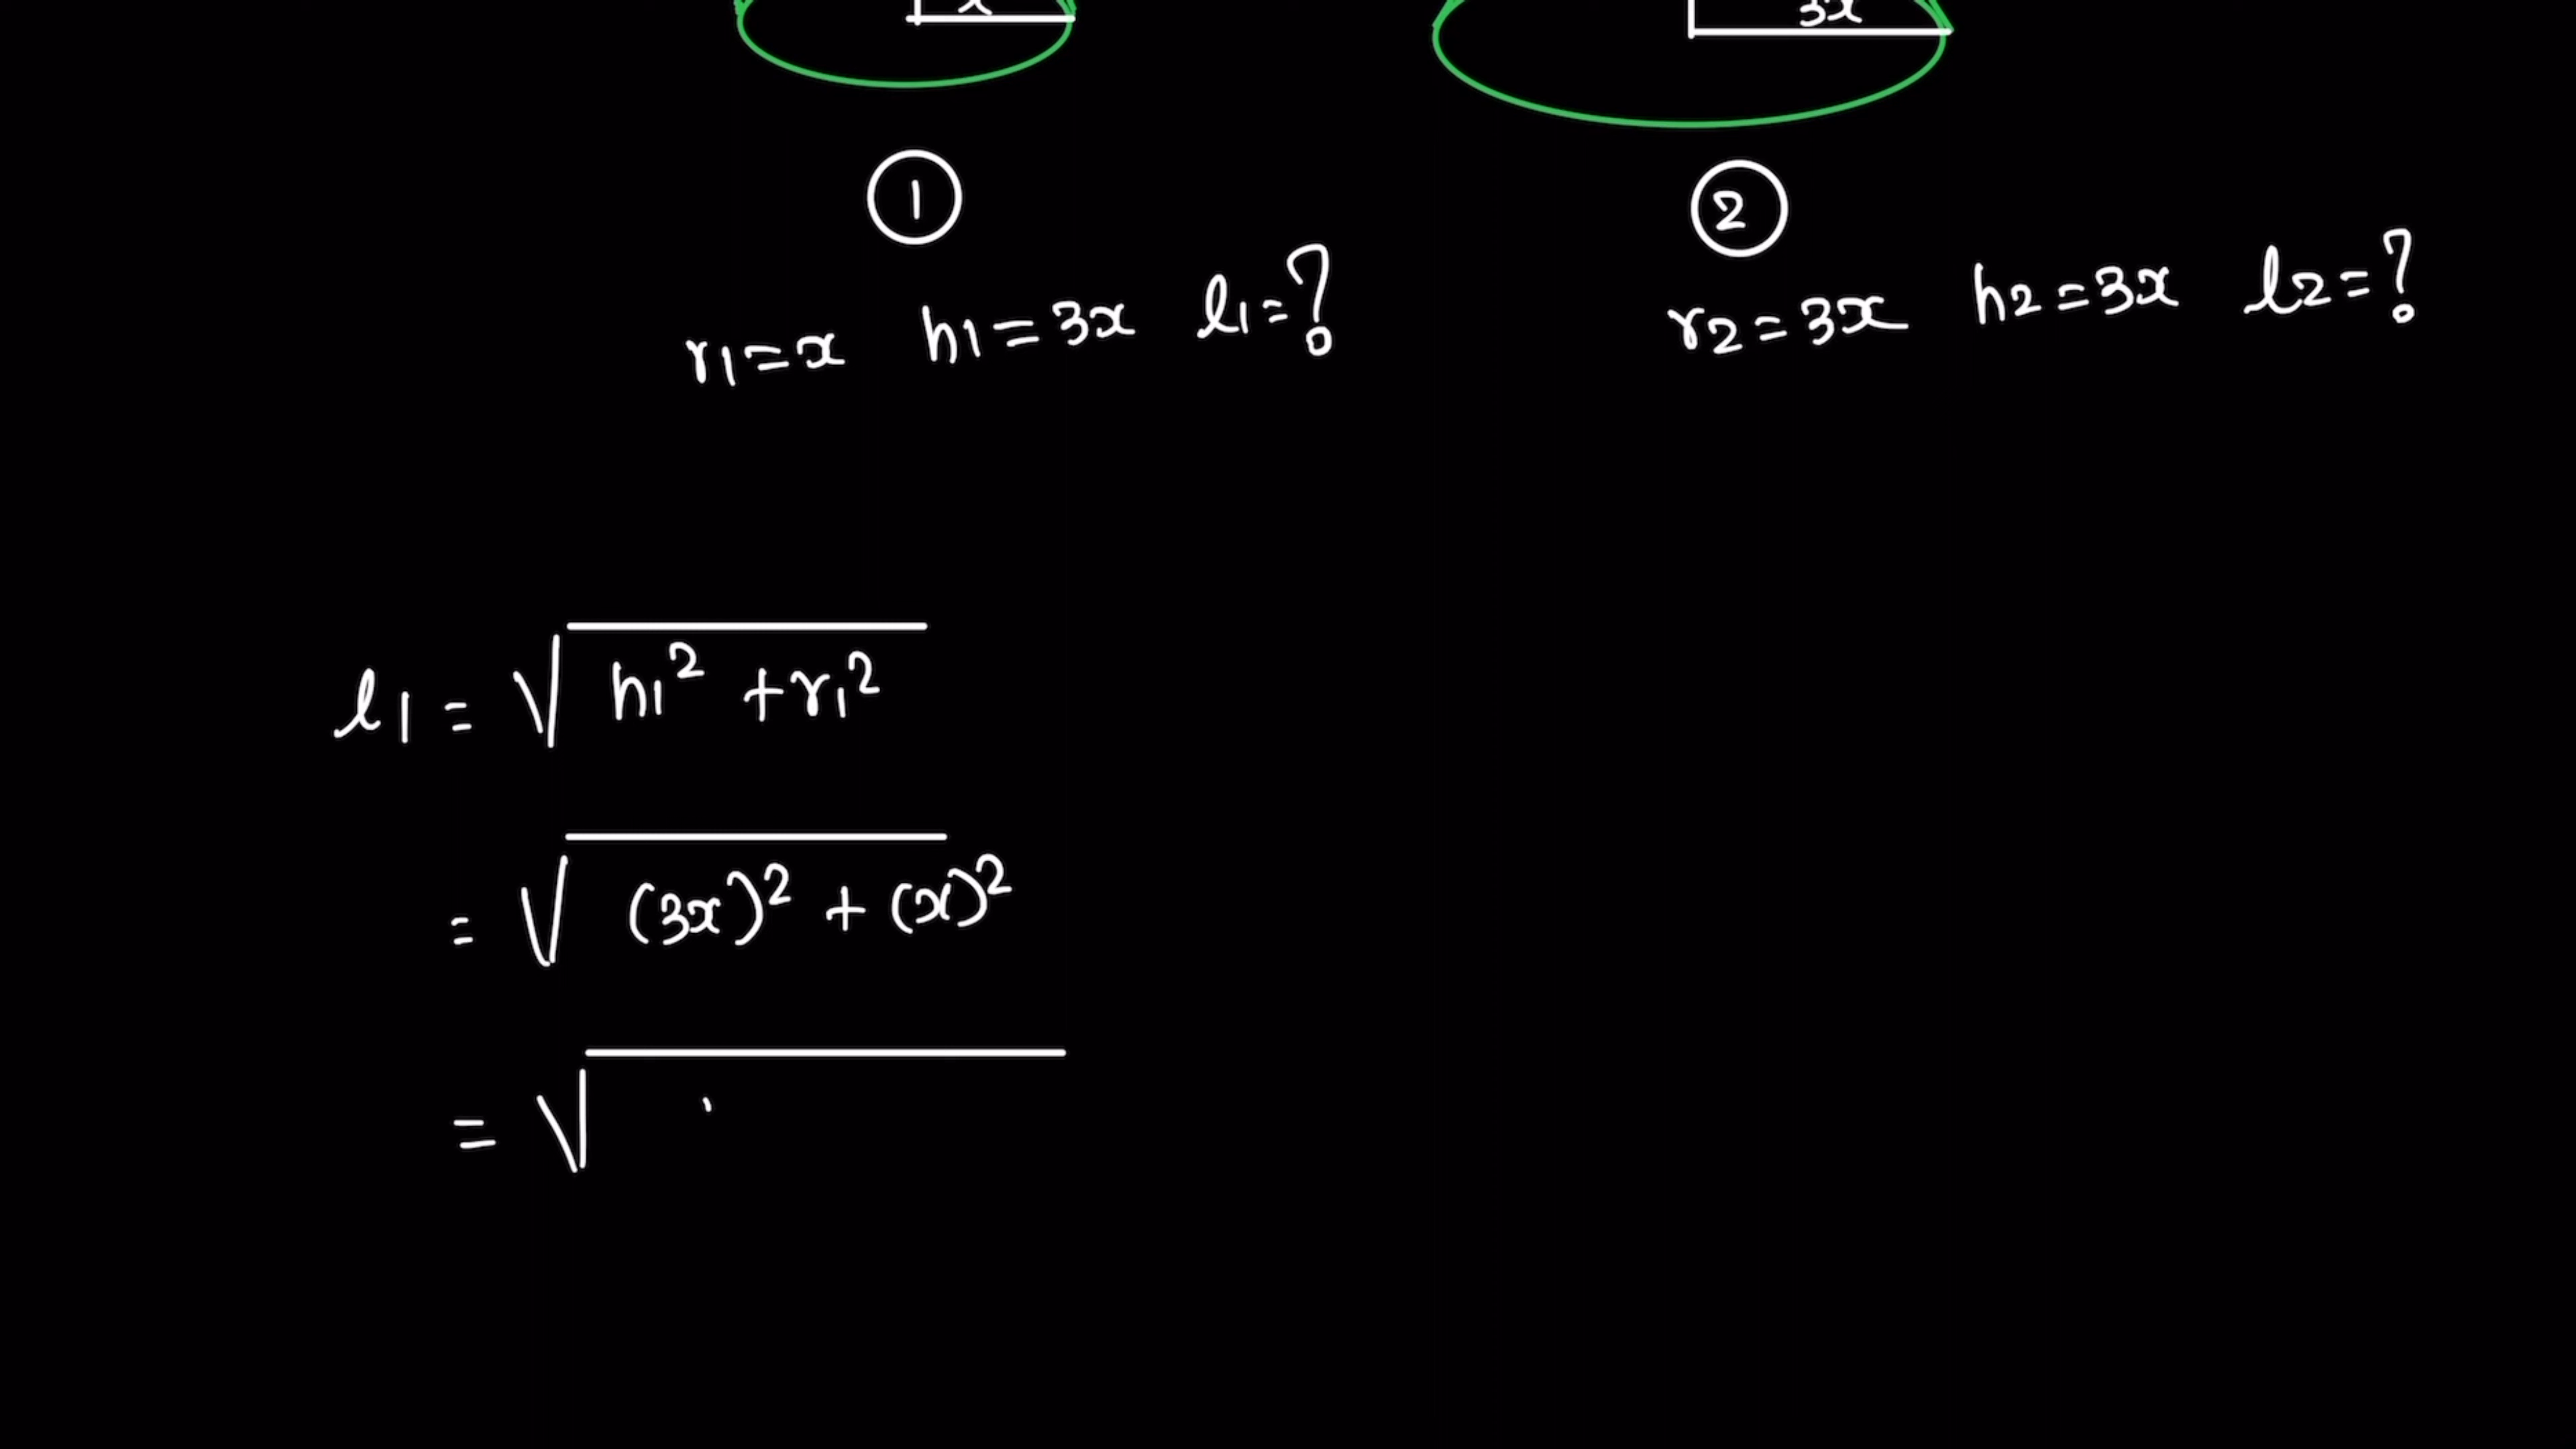 x 3x
1 2
r1=x h1=3x l1=? r2=3x h2=3x l2=?
l1 = √h1² + r1²
= √(3x)² + (x)²
= √